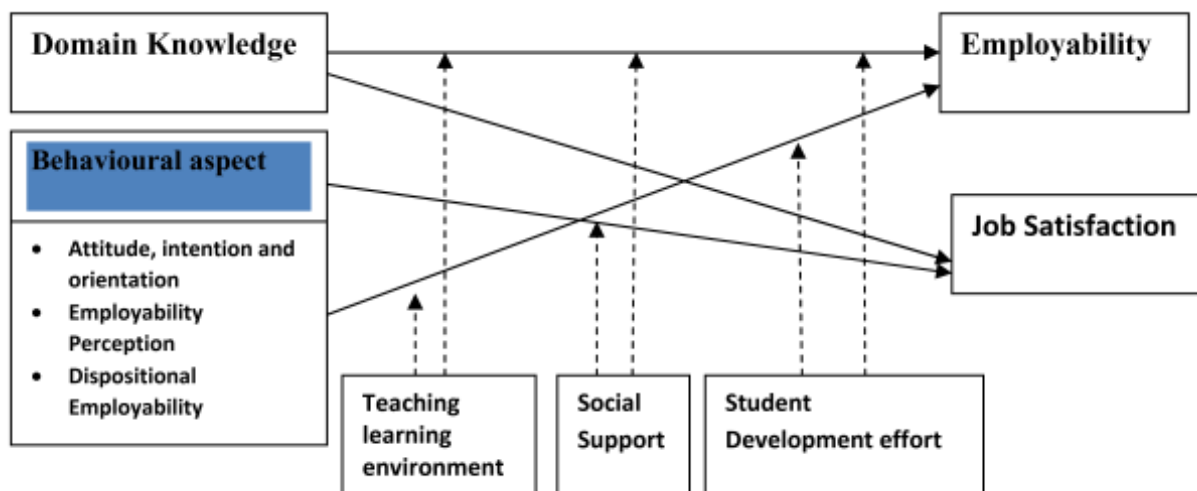 Domain Knowledge
Employability
Behavioural aspect
Job Satisfaction
• Attitude, intention and
orientation
• Employability
Perception
• Dispositional
Employability
Teaching
learning
environment
Social
Support
Student
Development effort